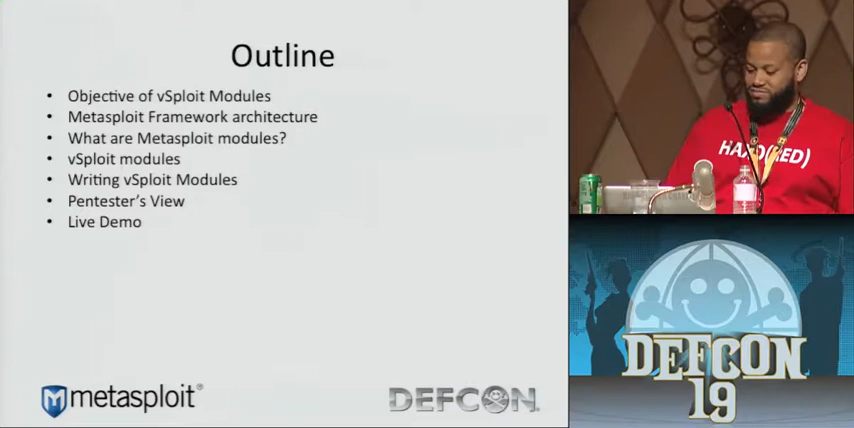 Outline
• Objective of vSploit Modules
• Metasploit Framework architecture
• What are Metasploit modules?
• vSploit modules
• Writing vSploit Modules
• Pentester's View
• Live Demo
metasploit®
DEFCON
DEFCON
19